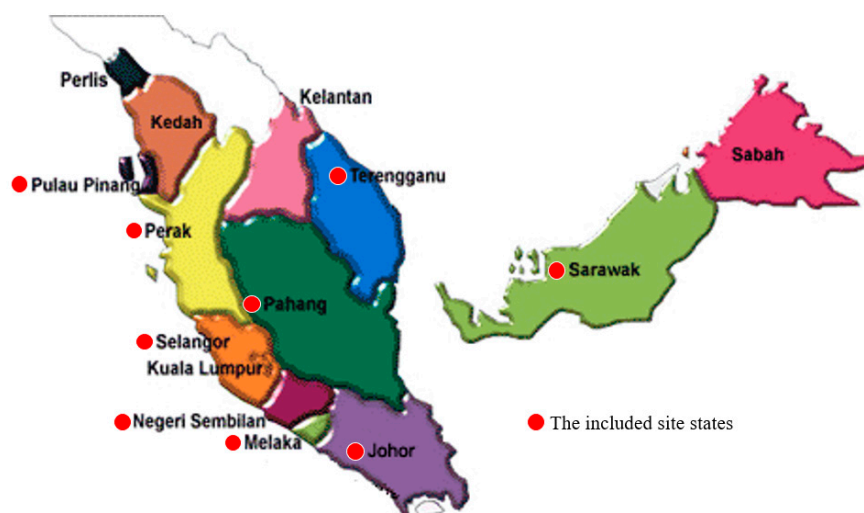 Perlis
Kelantan
Kedah
Sabah
Pulau Pinang
Terengganu
Perak
Sarawak
Pahang
Selangor
Kuala Lumpur
Negeri Sembilan
The included site states
Melaka
Johor